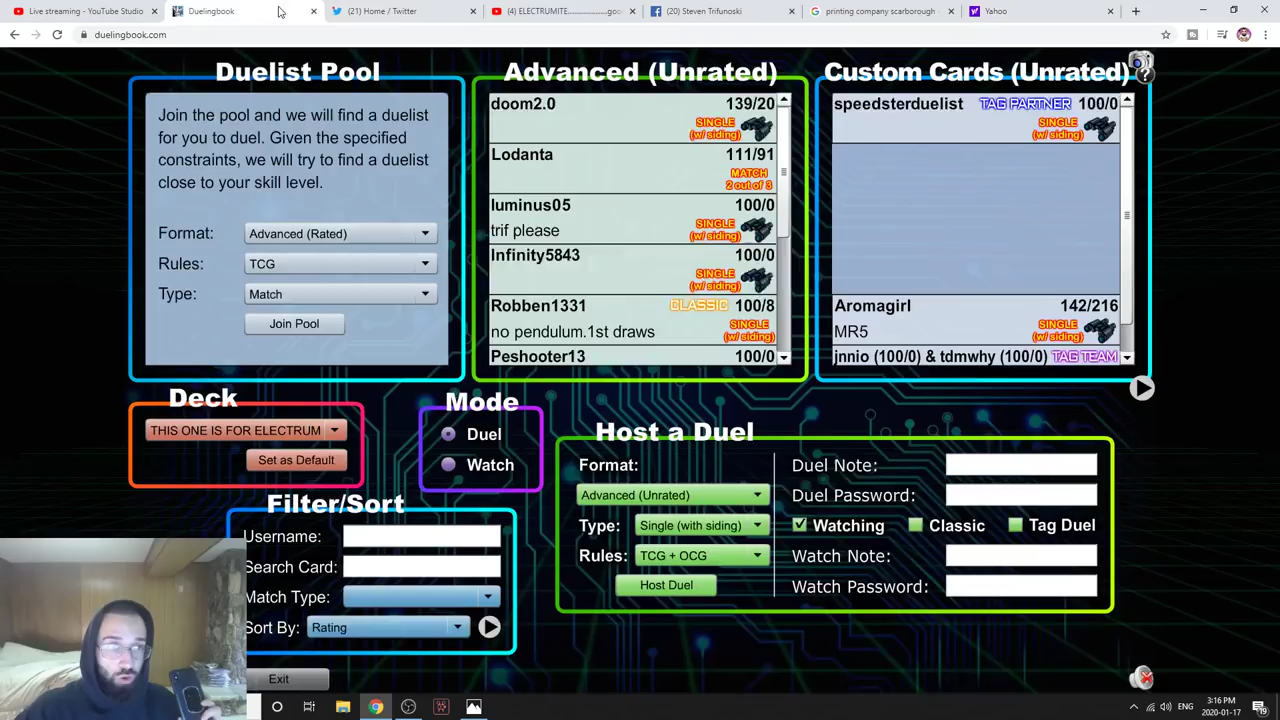 Live streaming - YouTube Studio
Duelingbook
(21) Home / Twitter
(4) ELECTRUMITE..................goo
(20) Steven Trifunoski
printing company scarborough
Yahoo
duelingbook.com
Duelist Pool
Join the pool and we will find a duelist
for you to duel. Given the specified
constraints, we will try to find a duelist
close to your skill level.
Format: Advanced (Rated)
Rules: TCG
Type: Match
Join Pool
Advanced (Unrated)
doom2.0 139/20
SINGLE
(w/ siding)
Lodanta 111/91
MATCH
2 out of 3
luminus05 100/0
trif please SINGLE
(w/ siding)
Infinity5843 100/0
SINGLE
(w/ siding)
Robben1331 CLASSIC 100/8
no pendulum.1st draws SINGLE
(w/ siding)
Peshooter13 100/0
Custom Cards (Unrated)
speedsterduelist TAG PARTNER 100/0
SINGLE
(w/ siding)
Aromagirl 142/216
MR5 SINGLE
(w/ siding)
jnnio (100/0) & tdmwhy (100/0) TAG TEAM
?
Deck
THIS ONE IS FOR ELECTRUM
Set as Default
Mode
Duel
Watch
Filter/Sort
Username:
Search Card:
Match Type:
Sort By: Rating
Exit
Host a Duel
Format:
Advanced (Unrated)
Type: Single (with siding)
Rules: TCG + OCG
Host Duel
Duel Note:
Duel Password:
Watching Classic Tag Duel
Watch Note:
Watch Password:
ENG
3:16 PM
2020-01-17
19